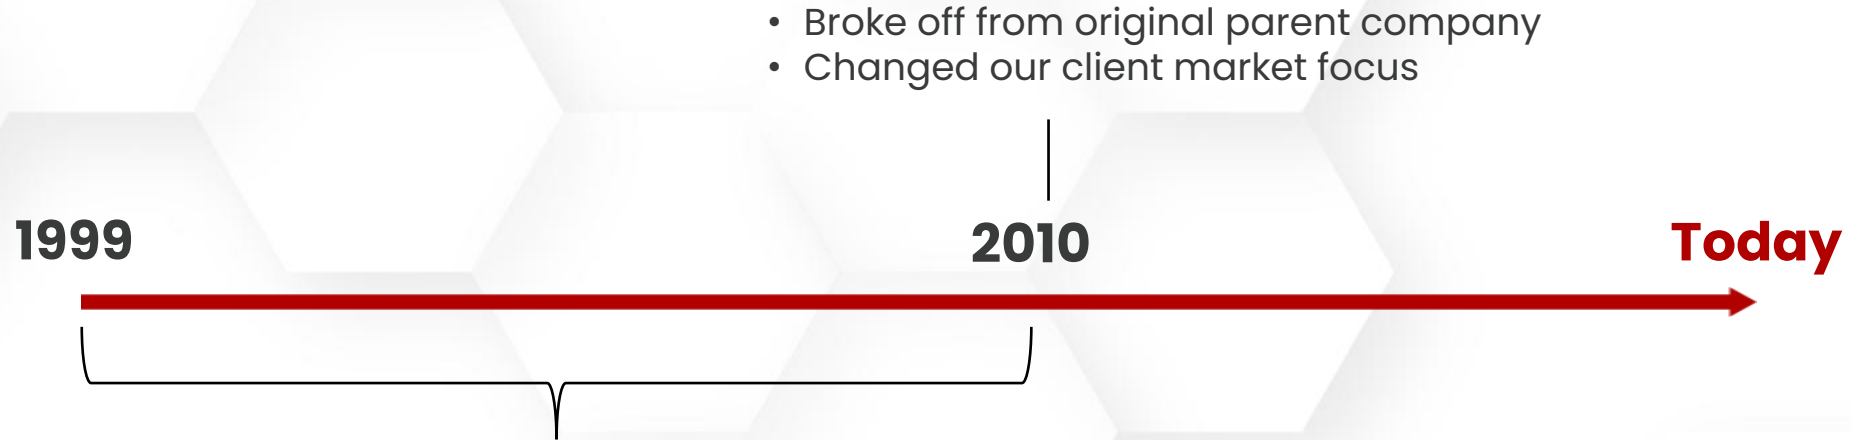 • Broke off from original parent company
• Changed our client market focus
1999
2010
Today